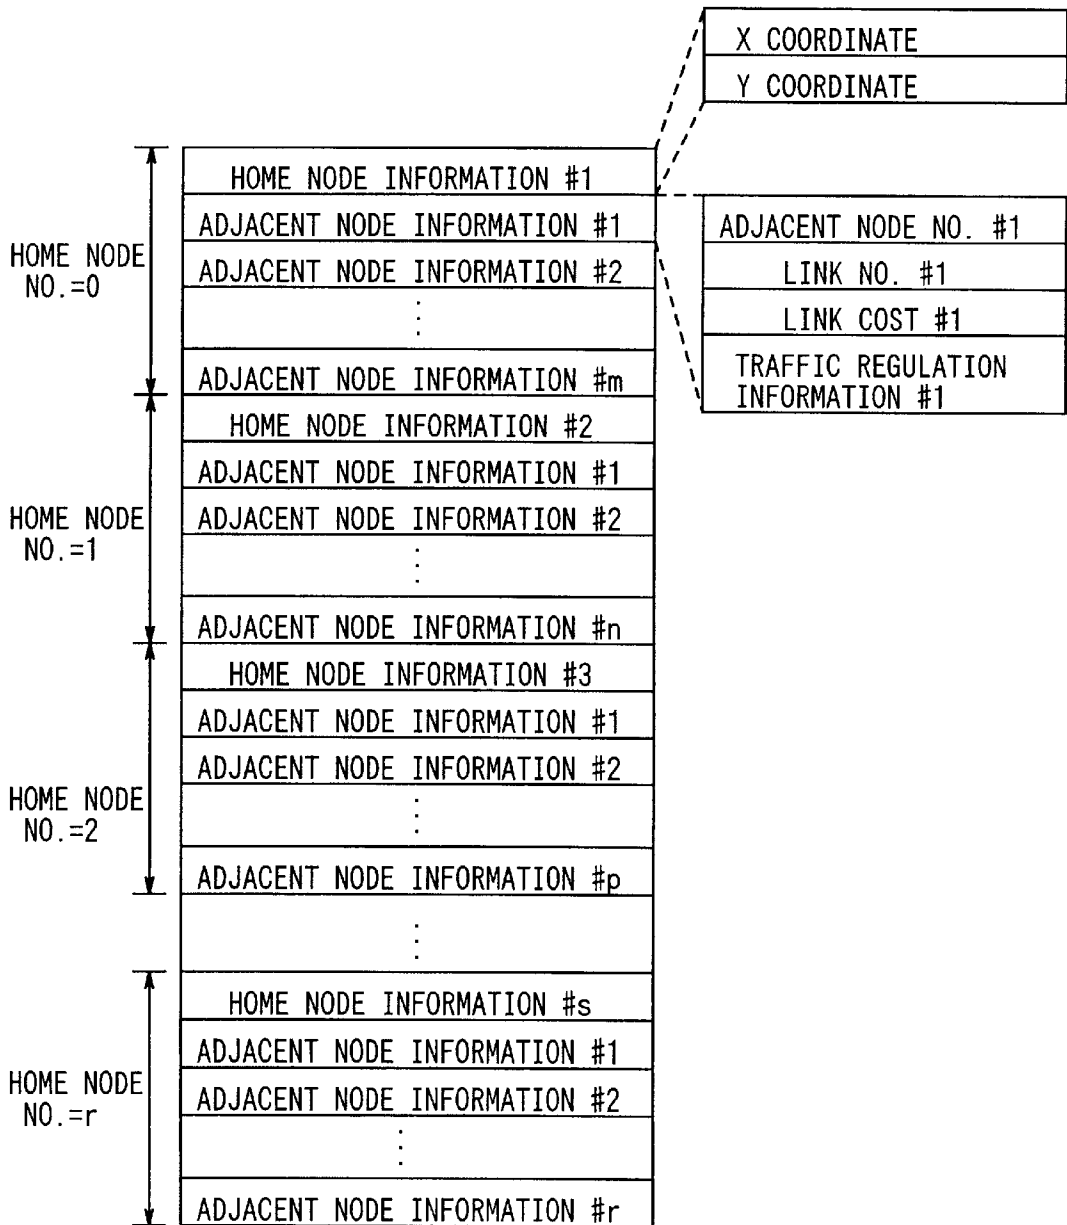 X COORDINATE
Y COORDINATE
HOME NODE INFORMATION #1
ADJACENT NODE INFORMATION #1
ADJACENT NODE INFORMATION #2
⋮
ADJACENT NODE INFORMATION #m
HOME NODE
NO.=0
ADJACENT NODE NO. #1
LINK NO. #1
LINK COST #1
TRAFFIC REGULATION
INFORMATION #1
HOME NODE INFORMATION #2
ADJACENT NODE INFORMATION #1
ADJACENT NODE INFORMATION #2
⋮
ADJACENT NODE INFORMATION #n
HOME NODE
NO.=1
HOME NODE INFORMATION #3
ADJACENT NODE INFORMATION #1
ADJACENT NODE INFORMATION #2
⋮
ADJACENT NODE INFORMATION #p
HOME NODE
NO.=2
⋮
HOME NODE INFORMATION #s
ADJACENT NODE INFORMATION #1
ADJACENT NODE INFORMATION #2
⋮
ADJACENT NODE INFORMATION #r
HOME NODE
NO.=r